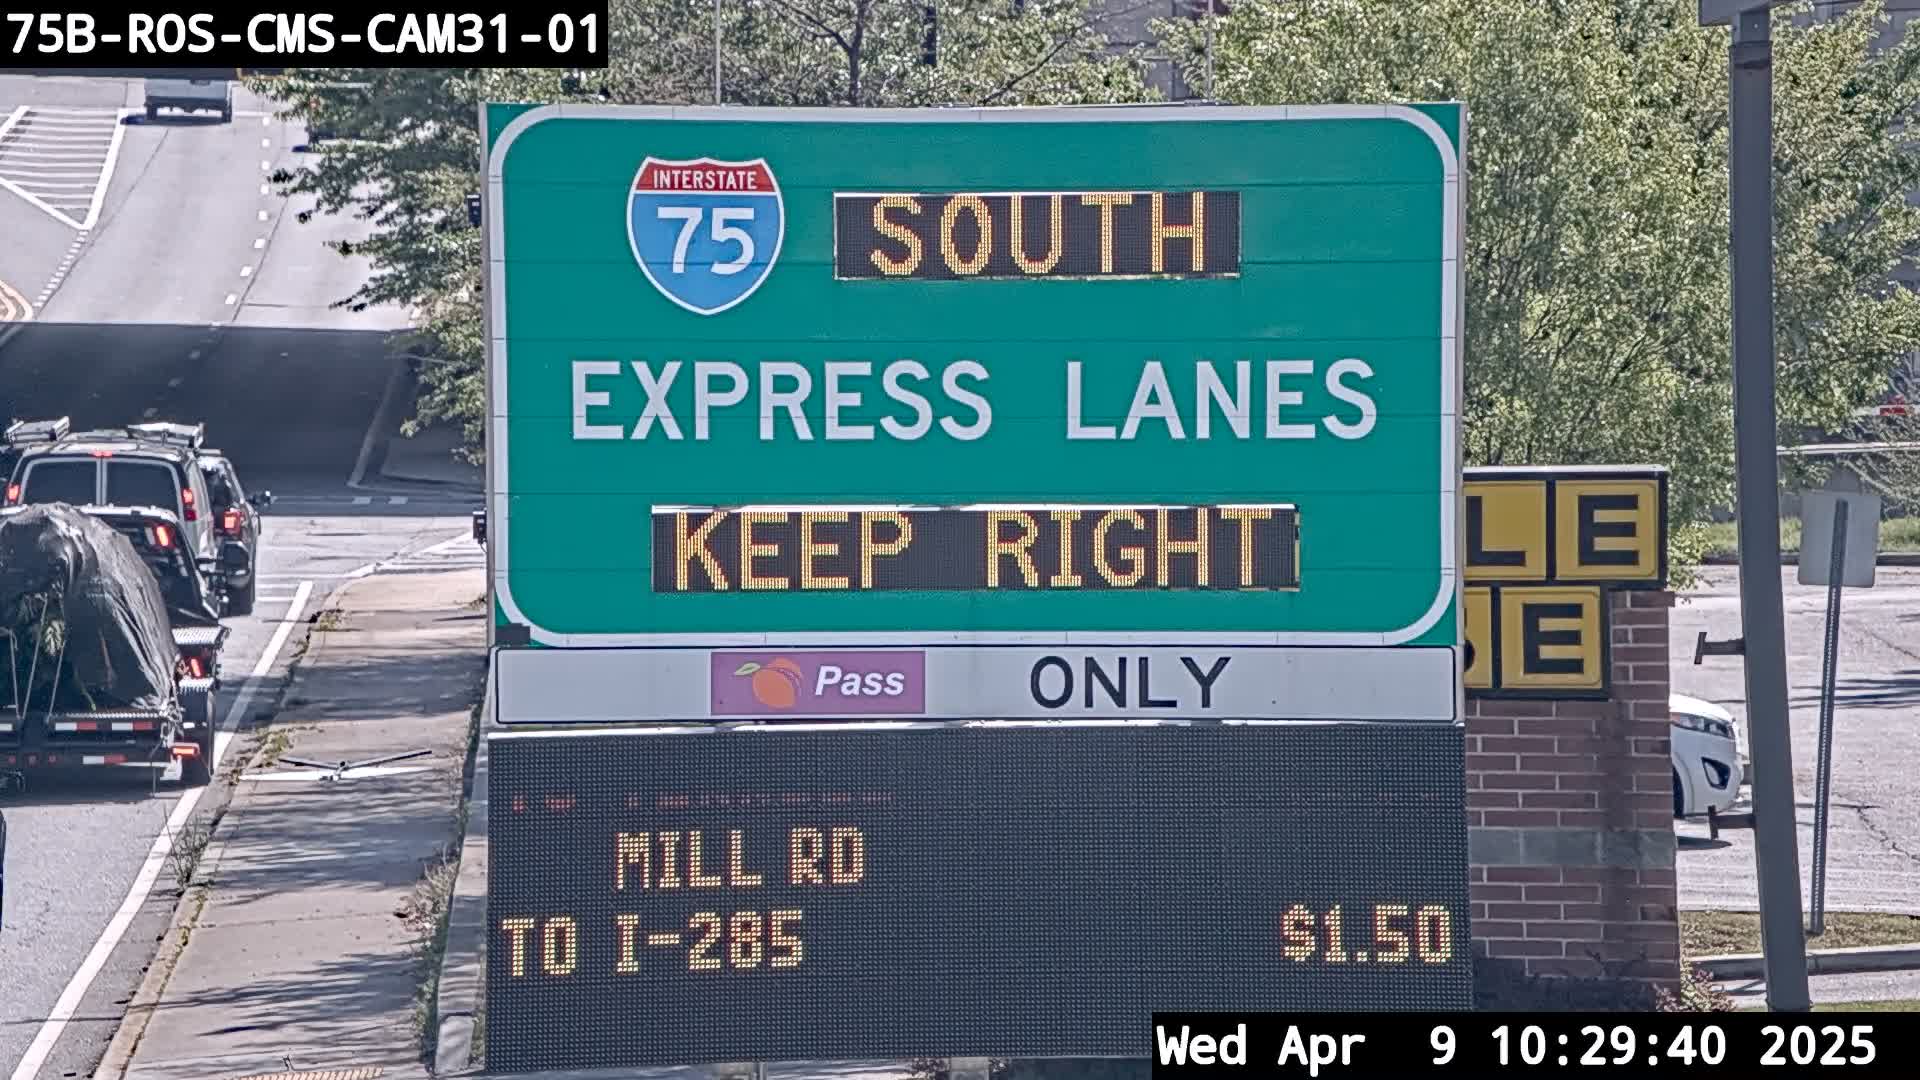 75B-ROS-CMS-CAM31-01
INTERSTATE
75
SOUTH
EXPRESS LANES
KEEP RIGHT
Pass ONLY
MILL RD
TO I-285 $1.50
LE
E
Wed Apr 9 10:29:40 2025